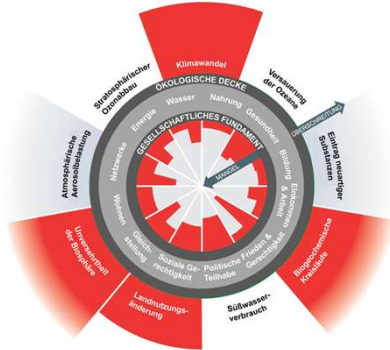 Klimawandel
Versauerung
der Ozeane
Eintrag neuartiger
Substanzen
Biogeochemische
Kreisläufe
Süßwasser-
verbrauch
Landnutzungs-
änderung
Unversehrtheit
der Biosphäre
Atmosphärische
Aerosolbelastung
Stratosphärischer
Ozonabbau
ÖKOLOGISCHE DECKE
ÜBERSCHREITUNG
Wasser
Nahrung
Gesundheit
Bildung
Einkommen
& Arbeit
Frieden &
Gerechtigkeit
Politische
Teilhabe
Soziale Ge-
rechtigkeit
Gleich-
stellung
Wohnen
Netzwerke
Energie
GESELLSCHAFTLICHES FUNDAMENT
MANGEL